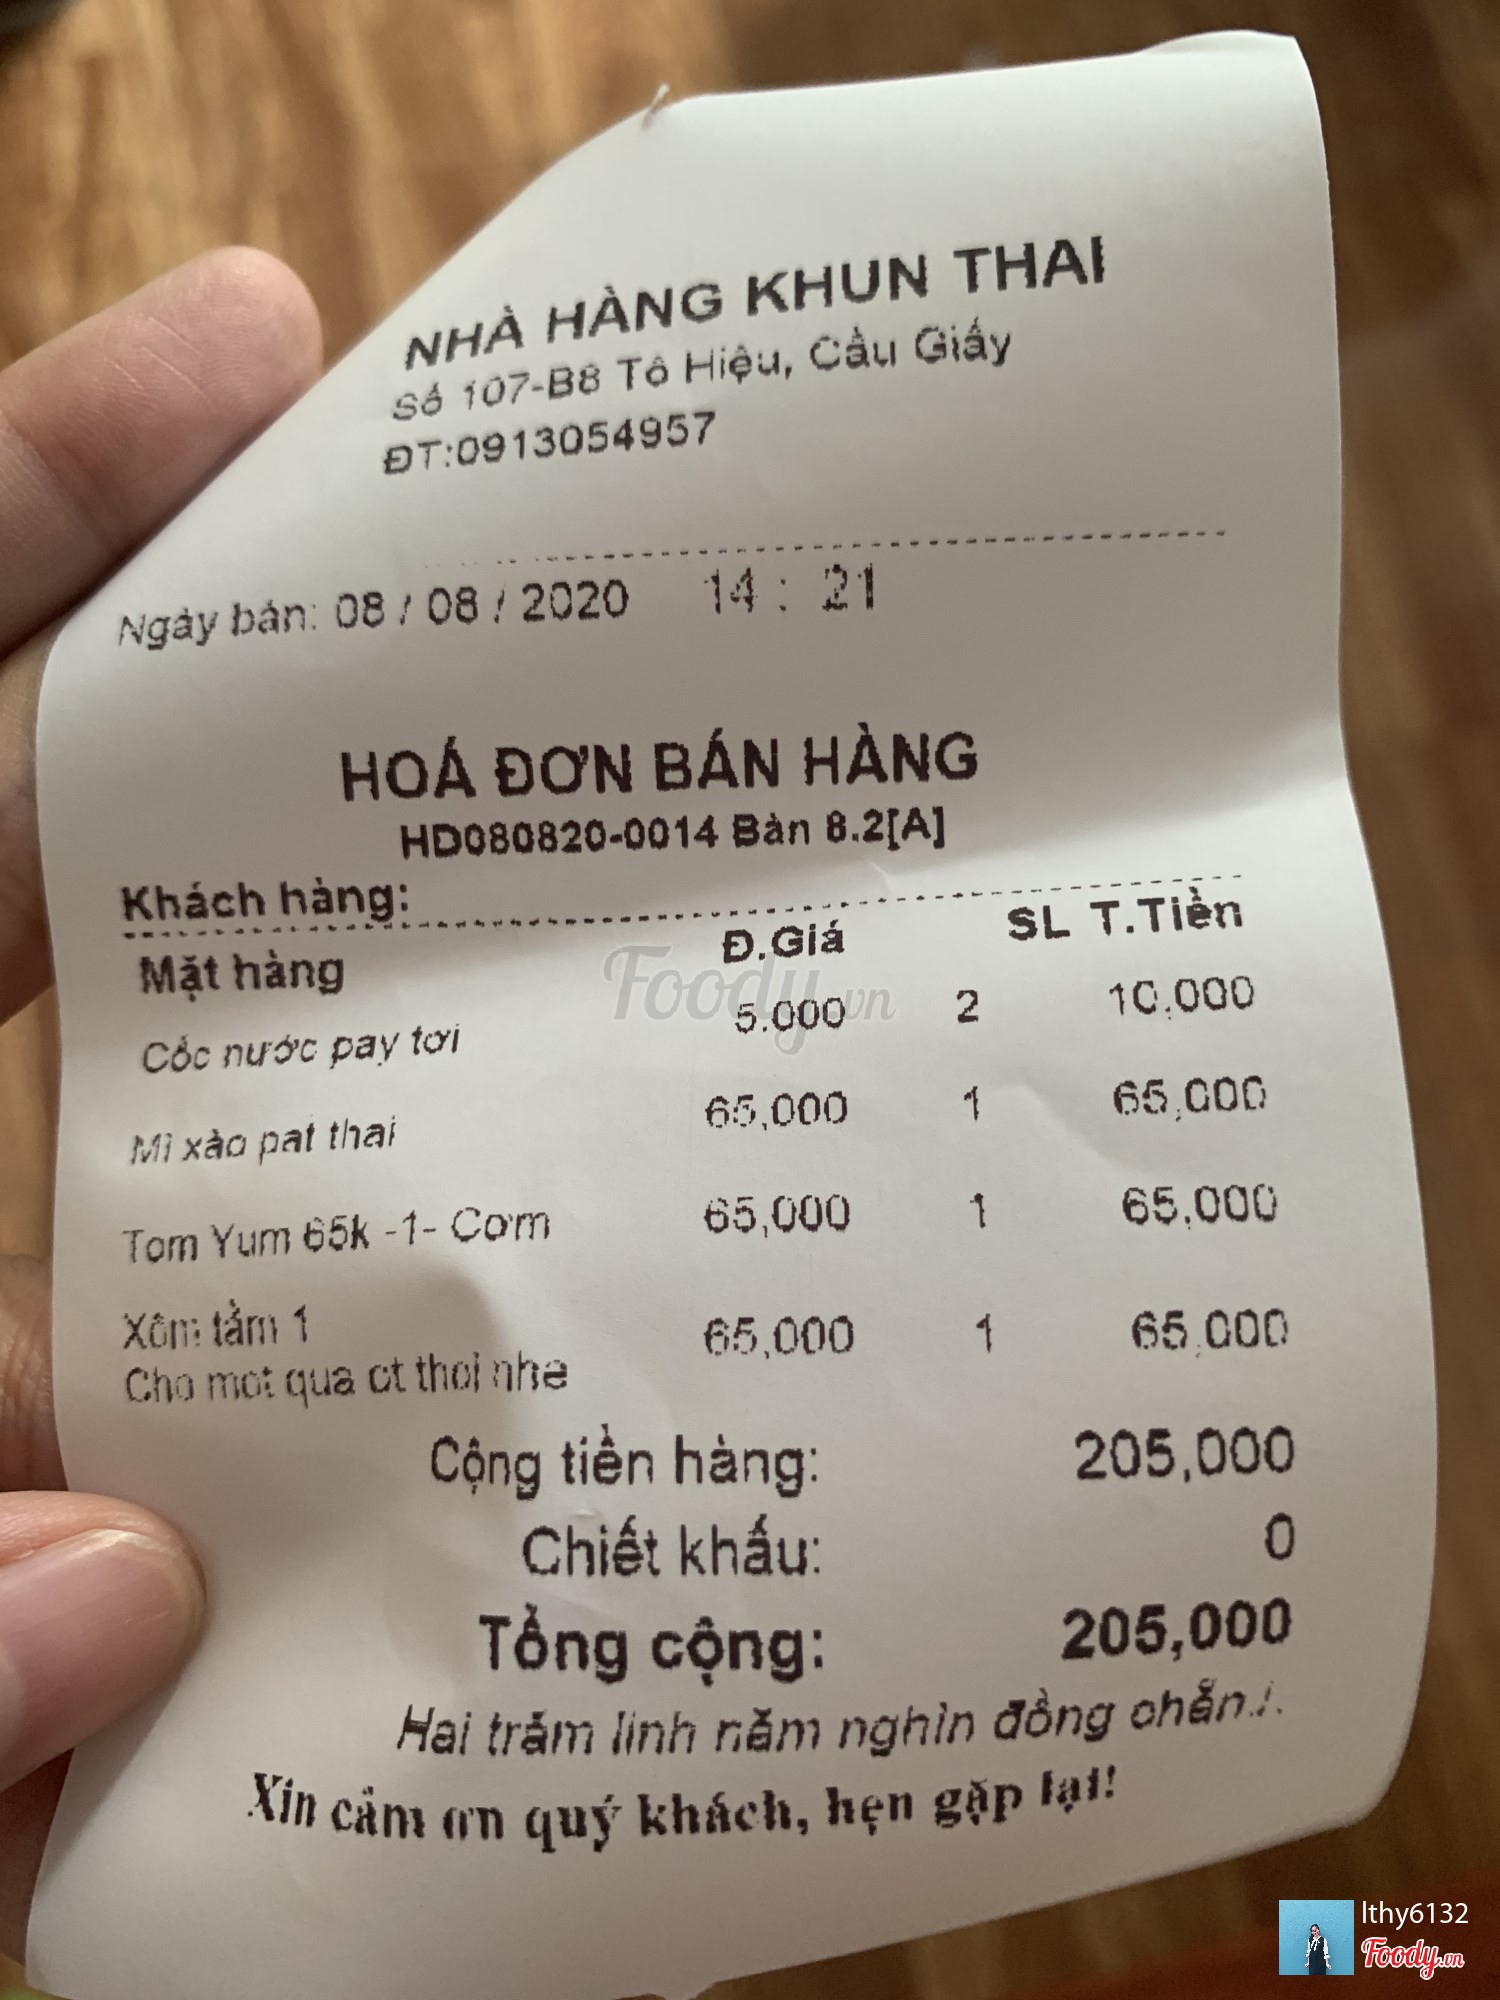 NHÀ HÀNG KHUN THAI
Số 107-B8 Tô Hiệu, Cầu Giấy
ĐT:0913054957
Ngày bán: 08 / 08 / 2020 14 : 21
HOÁ ĐƠN BÁN HÀNG
HD080820-0014 Bàn 8.2[A]
Khách hàng:
Mặt hàng Đ.Giá SL T.Tiền
Cốc nước pay tơi 5.000 2 10.000
Mì xào pat thai 65,000 1 65,000
Tom Yum 65k -1- Cơm 65,000 1 65,000
Xôm tằm 1 65,000 1 65,000
Cho mot qua ot thoi nhe
Cộng tiền hàng: 205,000
Chiết khấu: 0
Tổng cộng: 205,000
Hai trăm linh năm nghìn đồng chẵn./.
Xin cảm ơn quý khách, hẹn gặp lại!
Foody.vn
lthy6132
Foody.vn